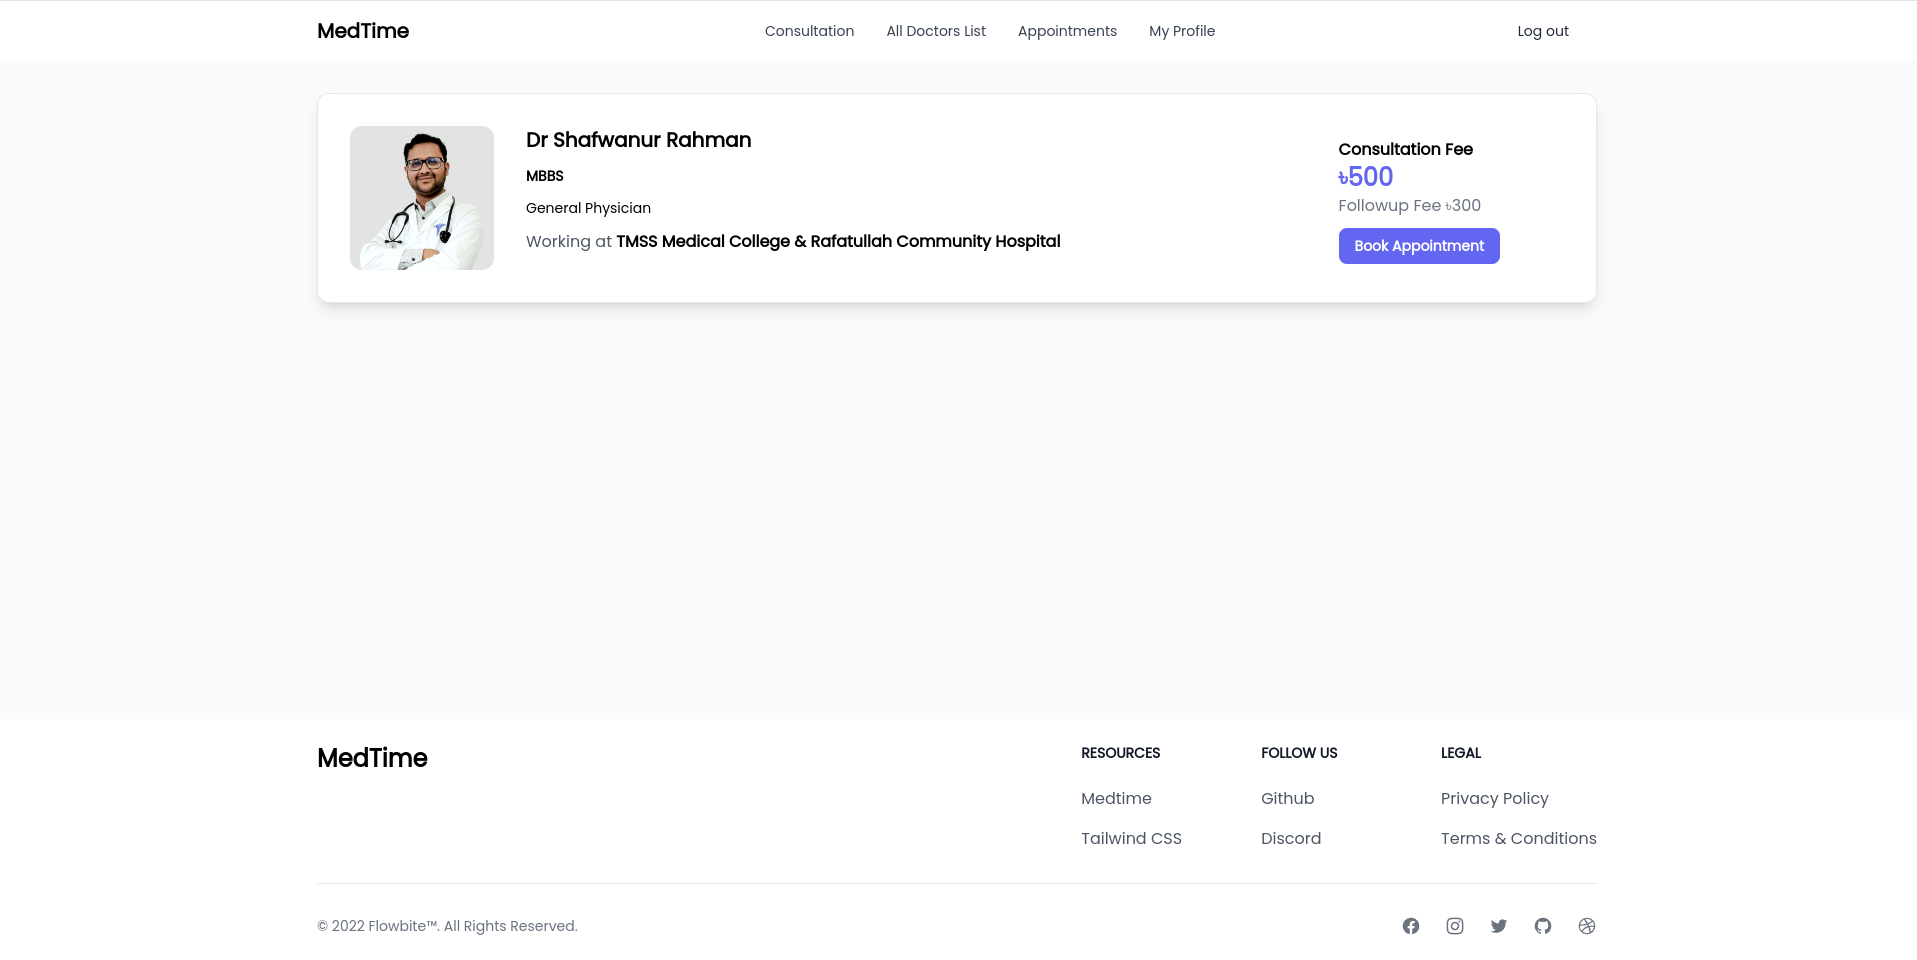 MedTime
Consultation
All Doctors List
Appointments
My Profile
Log out
Dr Shafwanur Rahman
MBBS
General Physician
Working at TMSS Medical College & Rafatullah Community Hospital
Consultation Fee
৳500
Followup Fee ৳300
Book Appointment
MedTime
RESOURCES
Medtime
Tailwind CSS
FOLLOW US
Github
Discord
LEGAL
Privacy Policy
Terms & Conditions
© 2022 Flowbite™. All Rights Reserved.